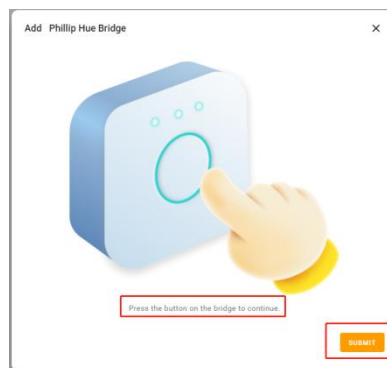 Add Phillip Hue Bridge
Press the button on the bridge to continue.
SUBMIT